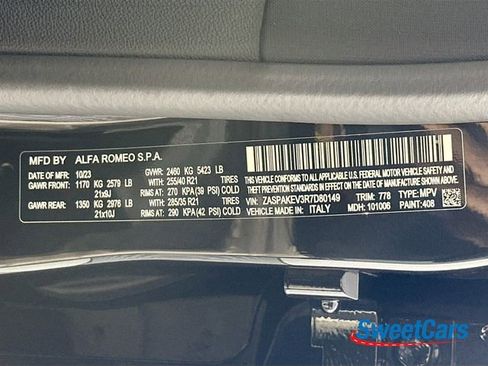 MFD BY ALFA ROMEO S.P.A.
10/23 GVWR: 2460 KG 5423 LB
GAWR FRONT: 1170 KG 2579 LB WITH: 255/40 R21 TIRES
21x9J RIMS AT: 270 KPA (39 PSI) COLD
GAWR REAR: 1350 KG 2976 LB WITH: 285/35 R21 TIRES
21x10J RIMS AT: 290 KPA (42 PSI) COLD
THIS VEHICLE CONFORMS TO ALL APPLICABLE U.S. FEDERAL MOTOR VEHICLE SAFETY,
BUMPER, AND THEFT PREVENTION STANDARDS IN EFFECT ON THE DATE OF MANUFACTURE SHOWN ABOVE
VIN: ZASPAKEV3R7D80149 TYPE: MPV
VEHICLE MADE IN: ITALY TRIM: 778 PAINT: 408
MDH: 101006
SweetCars